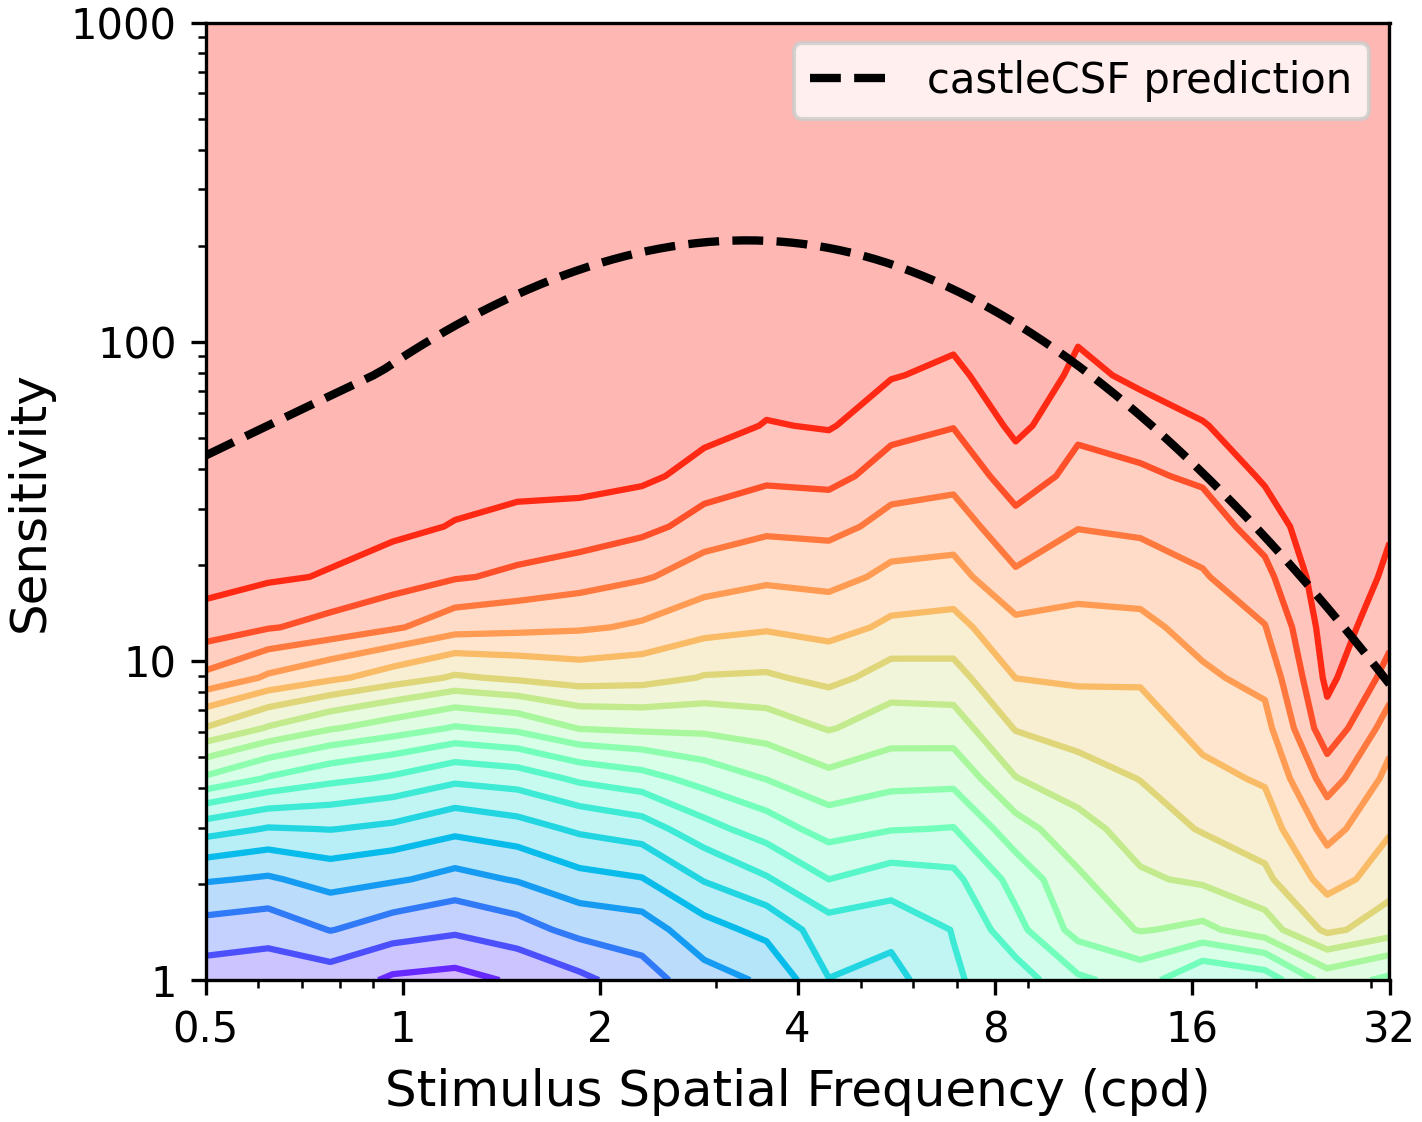 1000
castleCSF prediction
100
Sensitivity
10
1
0.5 1 2 4 8 16 32
Stimulus Spatial Frequency (cpd)